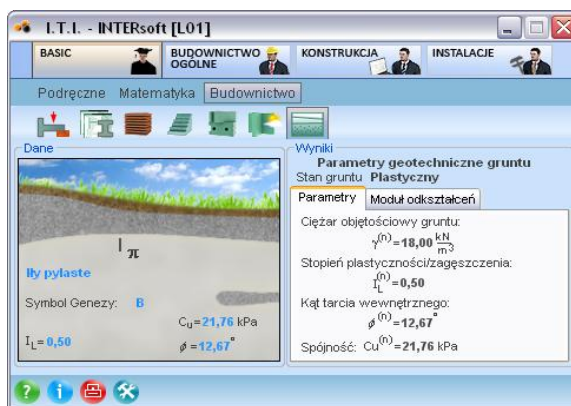 I.T.I. - INTERsoft [L01]
BASIC
BUDOWNICTWO OGÓLNE
KONSTRUKCJA
INSTALACJE
Podręczne Matematyka Budownictwo
Dane
I π
Iły pylaste
Symbol Genezy: B
Cu=21,76 kPa
IL=0,50
ϕ=12,67°
Wyniki
Parametry geotechniczne gruntu
Stan gruntu Plastyczny
Parametry Moduł odkształceń
Ciężar objętościowy gruntu:
γ(n)=18,00 kN/m3
Stopień plastyczności/zagęszczenia:
IL(n)=0,50
Kąt tarcia wewnętrznego:
ϕ(n)=12,67°
Spójność: Cu(n)=21,76 kPa